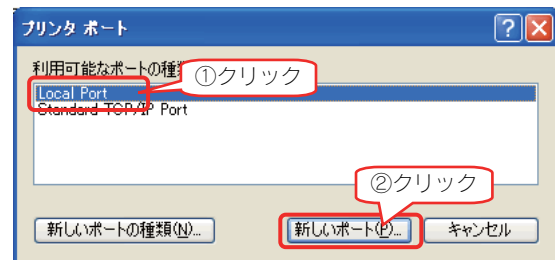 プリンタ ポート
利用可能なポートの種
①クリック
Local Port
Standard TCP/IP Port
②クリック
新しいポートの種類(N)...
新しいポート(P)...
キャンセル